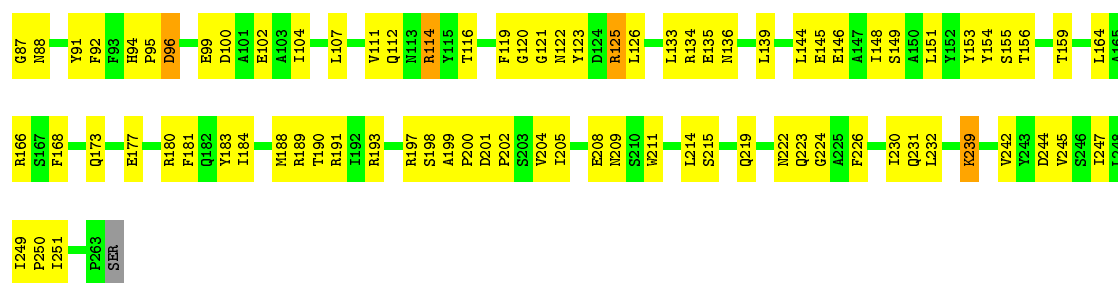 G87 N88 Y91 F92 F93 H94 P95 D96 E99 D100 A101 E102 A103 I104 L107 V111 Q112 N113 R114 Y115 T116 F119 G120 G121 N122 Y123 D124 R125 L126 L133 R134 E135 N136 L139 L144 E145 E146 A147 I148 S149 A150 L151 Y152 Y153 Y154 S155 T156 T159 L164 A165
R166 S167 F168 Q173 E177 R180 F181 Q182 Y183 I184 M188 R189 T190 R191 I192 R193 R197 S198 A199 P200 D201 P202 S203 V204 I205 E208 N209 S210 W211 L214 S215 Q219 N222 Q223 G224 A225 F226 I230 Q231 L232 K239 V242 Y243 D244 V245 S246 I247 L248
I249 P250 I251 P263 SER